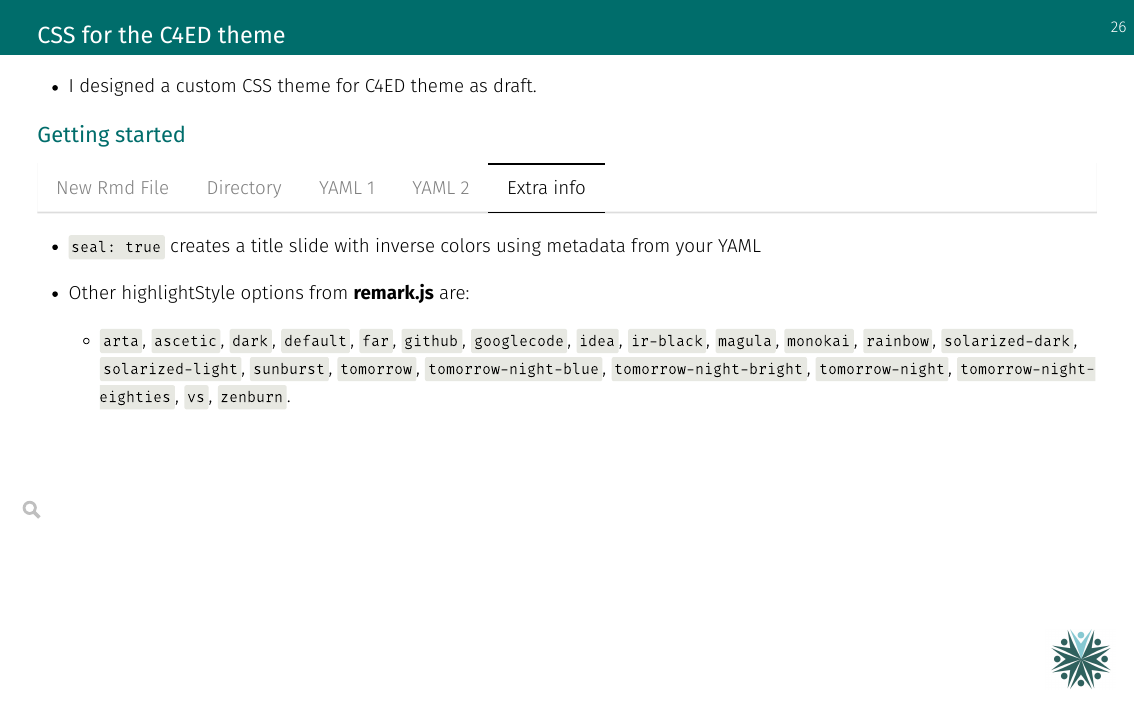 CSS for the C4ED theme
26
• I designed a custom CSS theme for C4ED theme as draft.
Getting started
New Rmd File Directory YAML 1 YAML 2 Extra info
• seal: true creates a title slide with inverse colors using metadata from your YAML
• Other highlightStyle options from remark.js are:
◦ arta, ascetic, dark, default, far, github, googlecode, idea, ir-black, magula, monokai, rainbow, solarized-dark,
solarized-light, sunburst, tomorrow, tomorrow-night-blue, tomorrow-night-bright, tomorrow-night, tomorrow-night-
eighties, vs, zenburn.